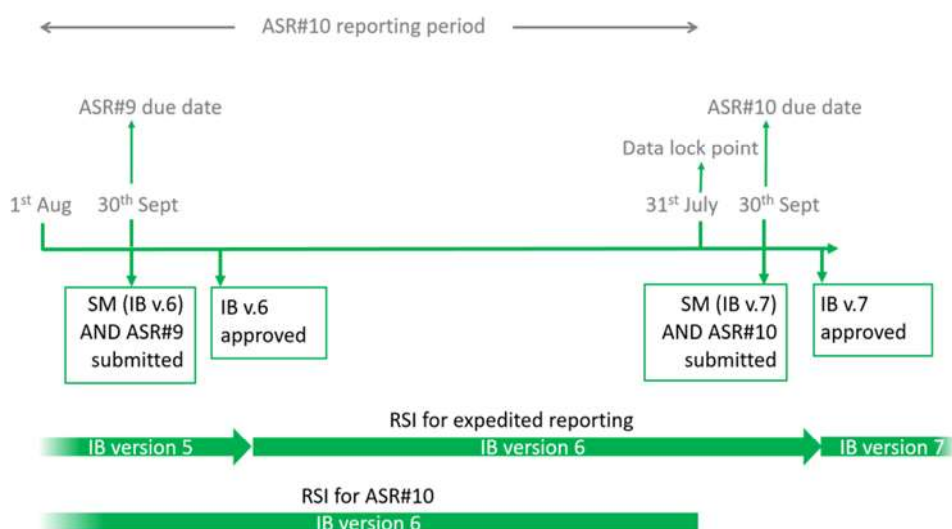 ASR#10 reporting period
ASR#9 due date
ASR#10 due date
Data lock point
1st Aug
30th Sept
31st July
30th Sept
SM (IB v.6)
AND ASR#9
submitted
IB v.6
approved
SM (IB v.7)
AND ASR#10
submitted
IB v.7
approved
RSI for expedited reporting
IB version 5
IB version 6
IB version 7
RSI for ASR#10
IB version 6